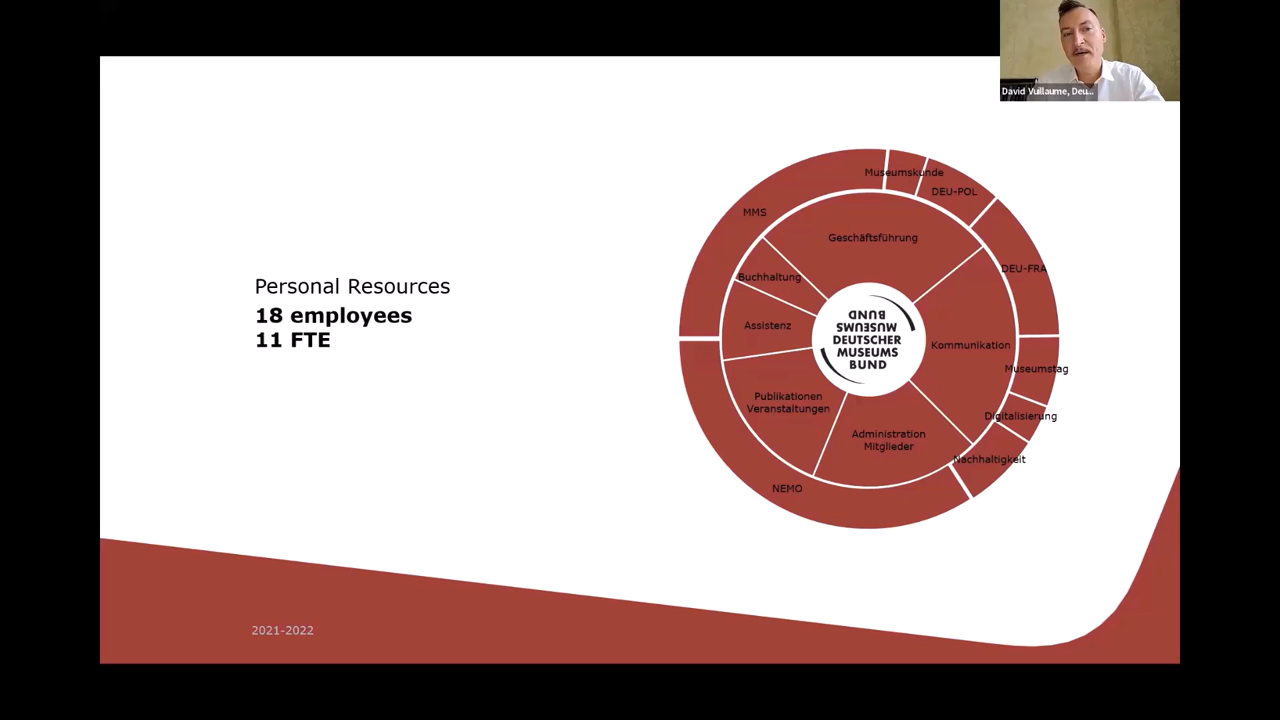 David Vuillaume, Deu...
Personal Resources
18 employees
11 FTE
Museumskunde
DEU-POL
MMS
Geschäftsführung
DEU-FRA
Buchhaltung
Assistenz
BUND
MUSEUMS
DEUTSCHER
MUSEUMS
BUND
Kommunikation
Museumstag
Publikationen
Veranstaltungen
Digitalisierung
Administration
Mitglieder
Nachhaltigkeit
NEMO
2021-2022